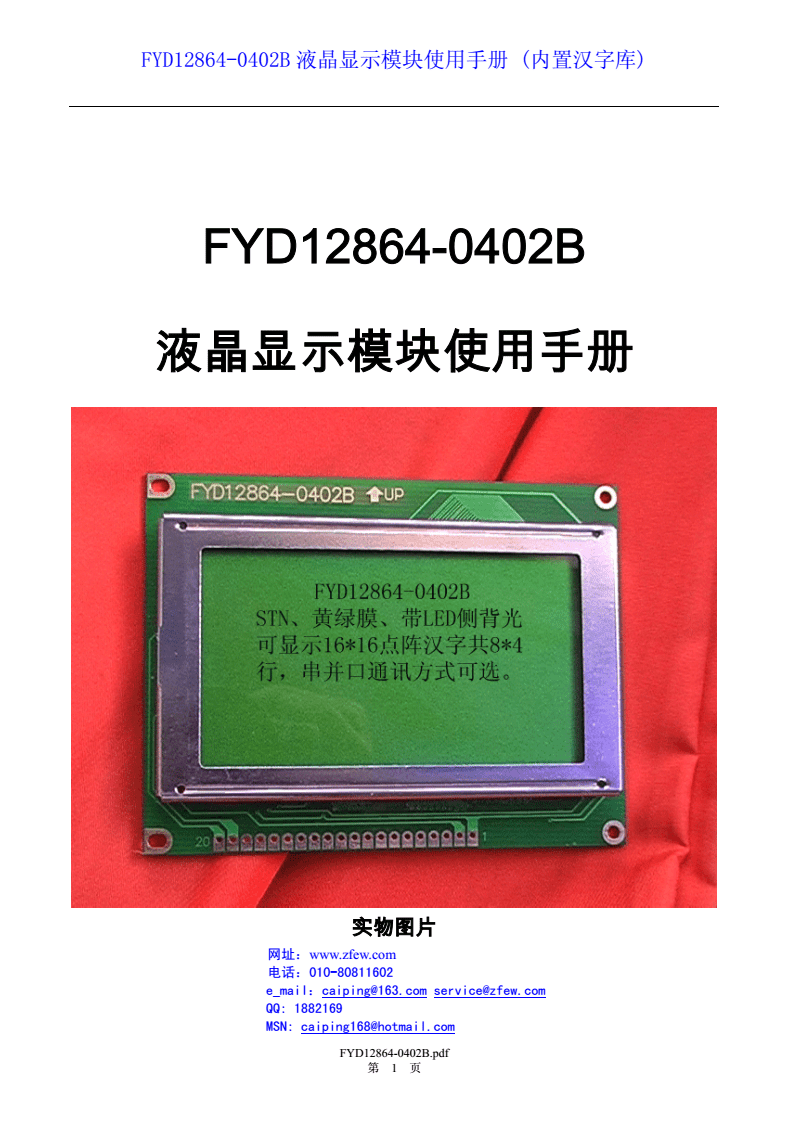 FYD12864-0402B 液晶显示模块使用手册 (内置汉字库)
FYD12864-0402B
液晶显示模块使用手册
FYD12864-0402B ⬆UP
FYD12864-0402B
STN、黄绿膜、带LED侧背光
可显示16*16点阵汉字共8*4
行，串并口通讯方式可选。
20 1
实物图片
网址：www.zfew.com
电话：010-80811602
e_mail：caiping@163.com service@zfew.com
QQ: 1882169
MSN: caiping168@hotmail.com
FYD12864-0402B.pdf
第 1 页